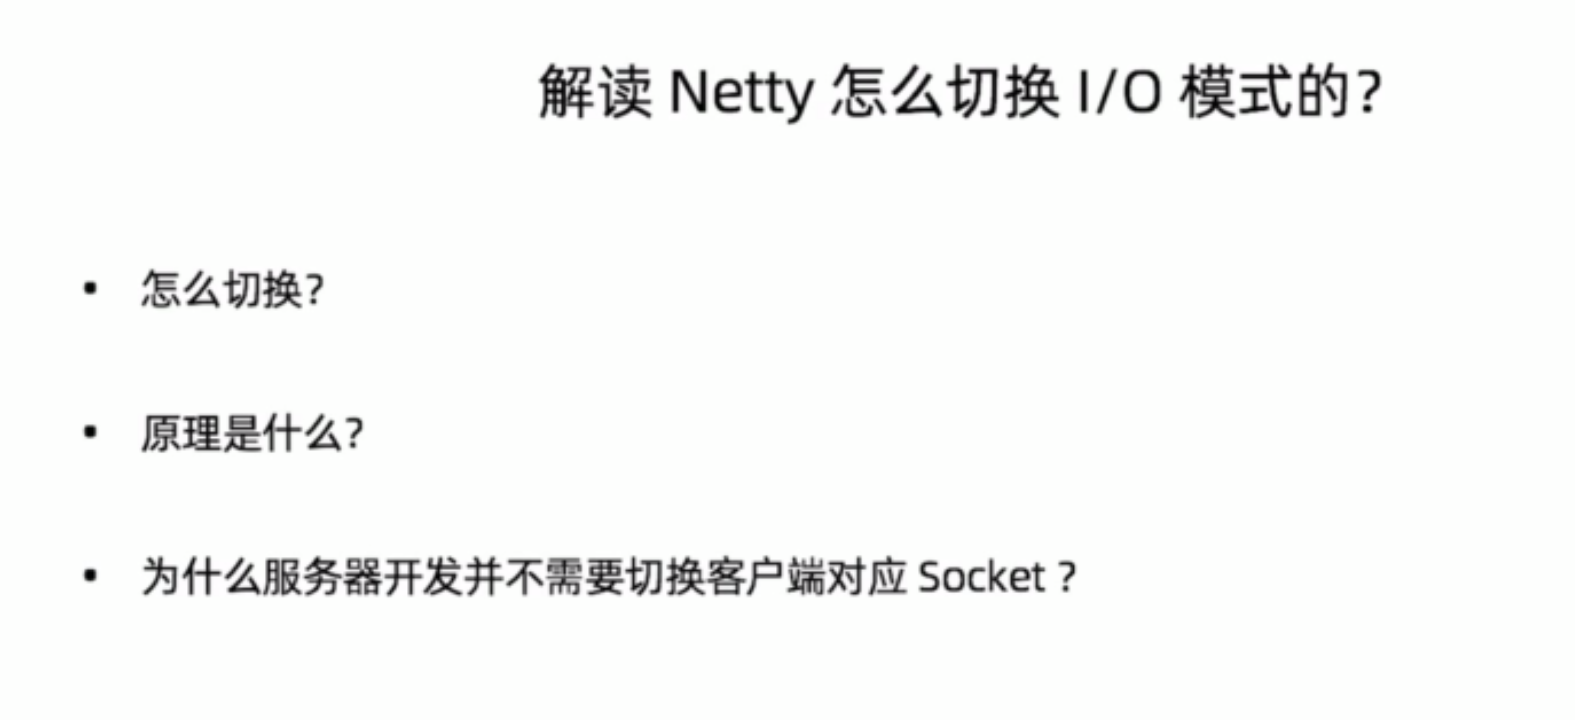 解读 Netty 怎么切换 I/O 模式的？
• 怎么切换？
• 原理是什么？
• 为什么服务器开发并不需要切换客户端对应 Socket ？